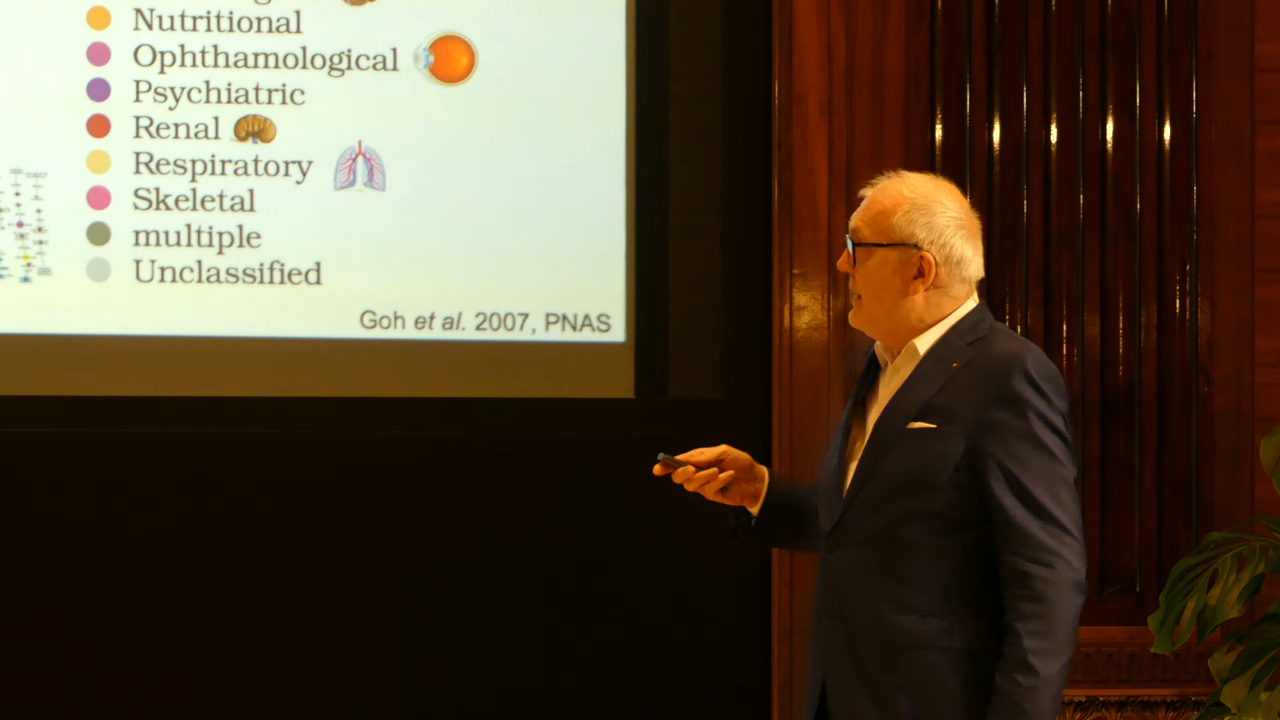 Nutritional
Ophthamological
Psychiatric
Renal
Respiratory
Skeletal
multiple
Unclassified
Goh et al. 2007, PNAS